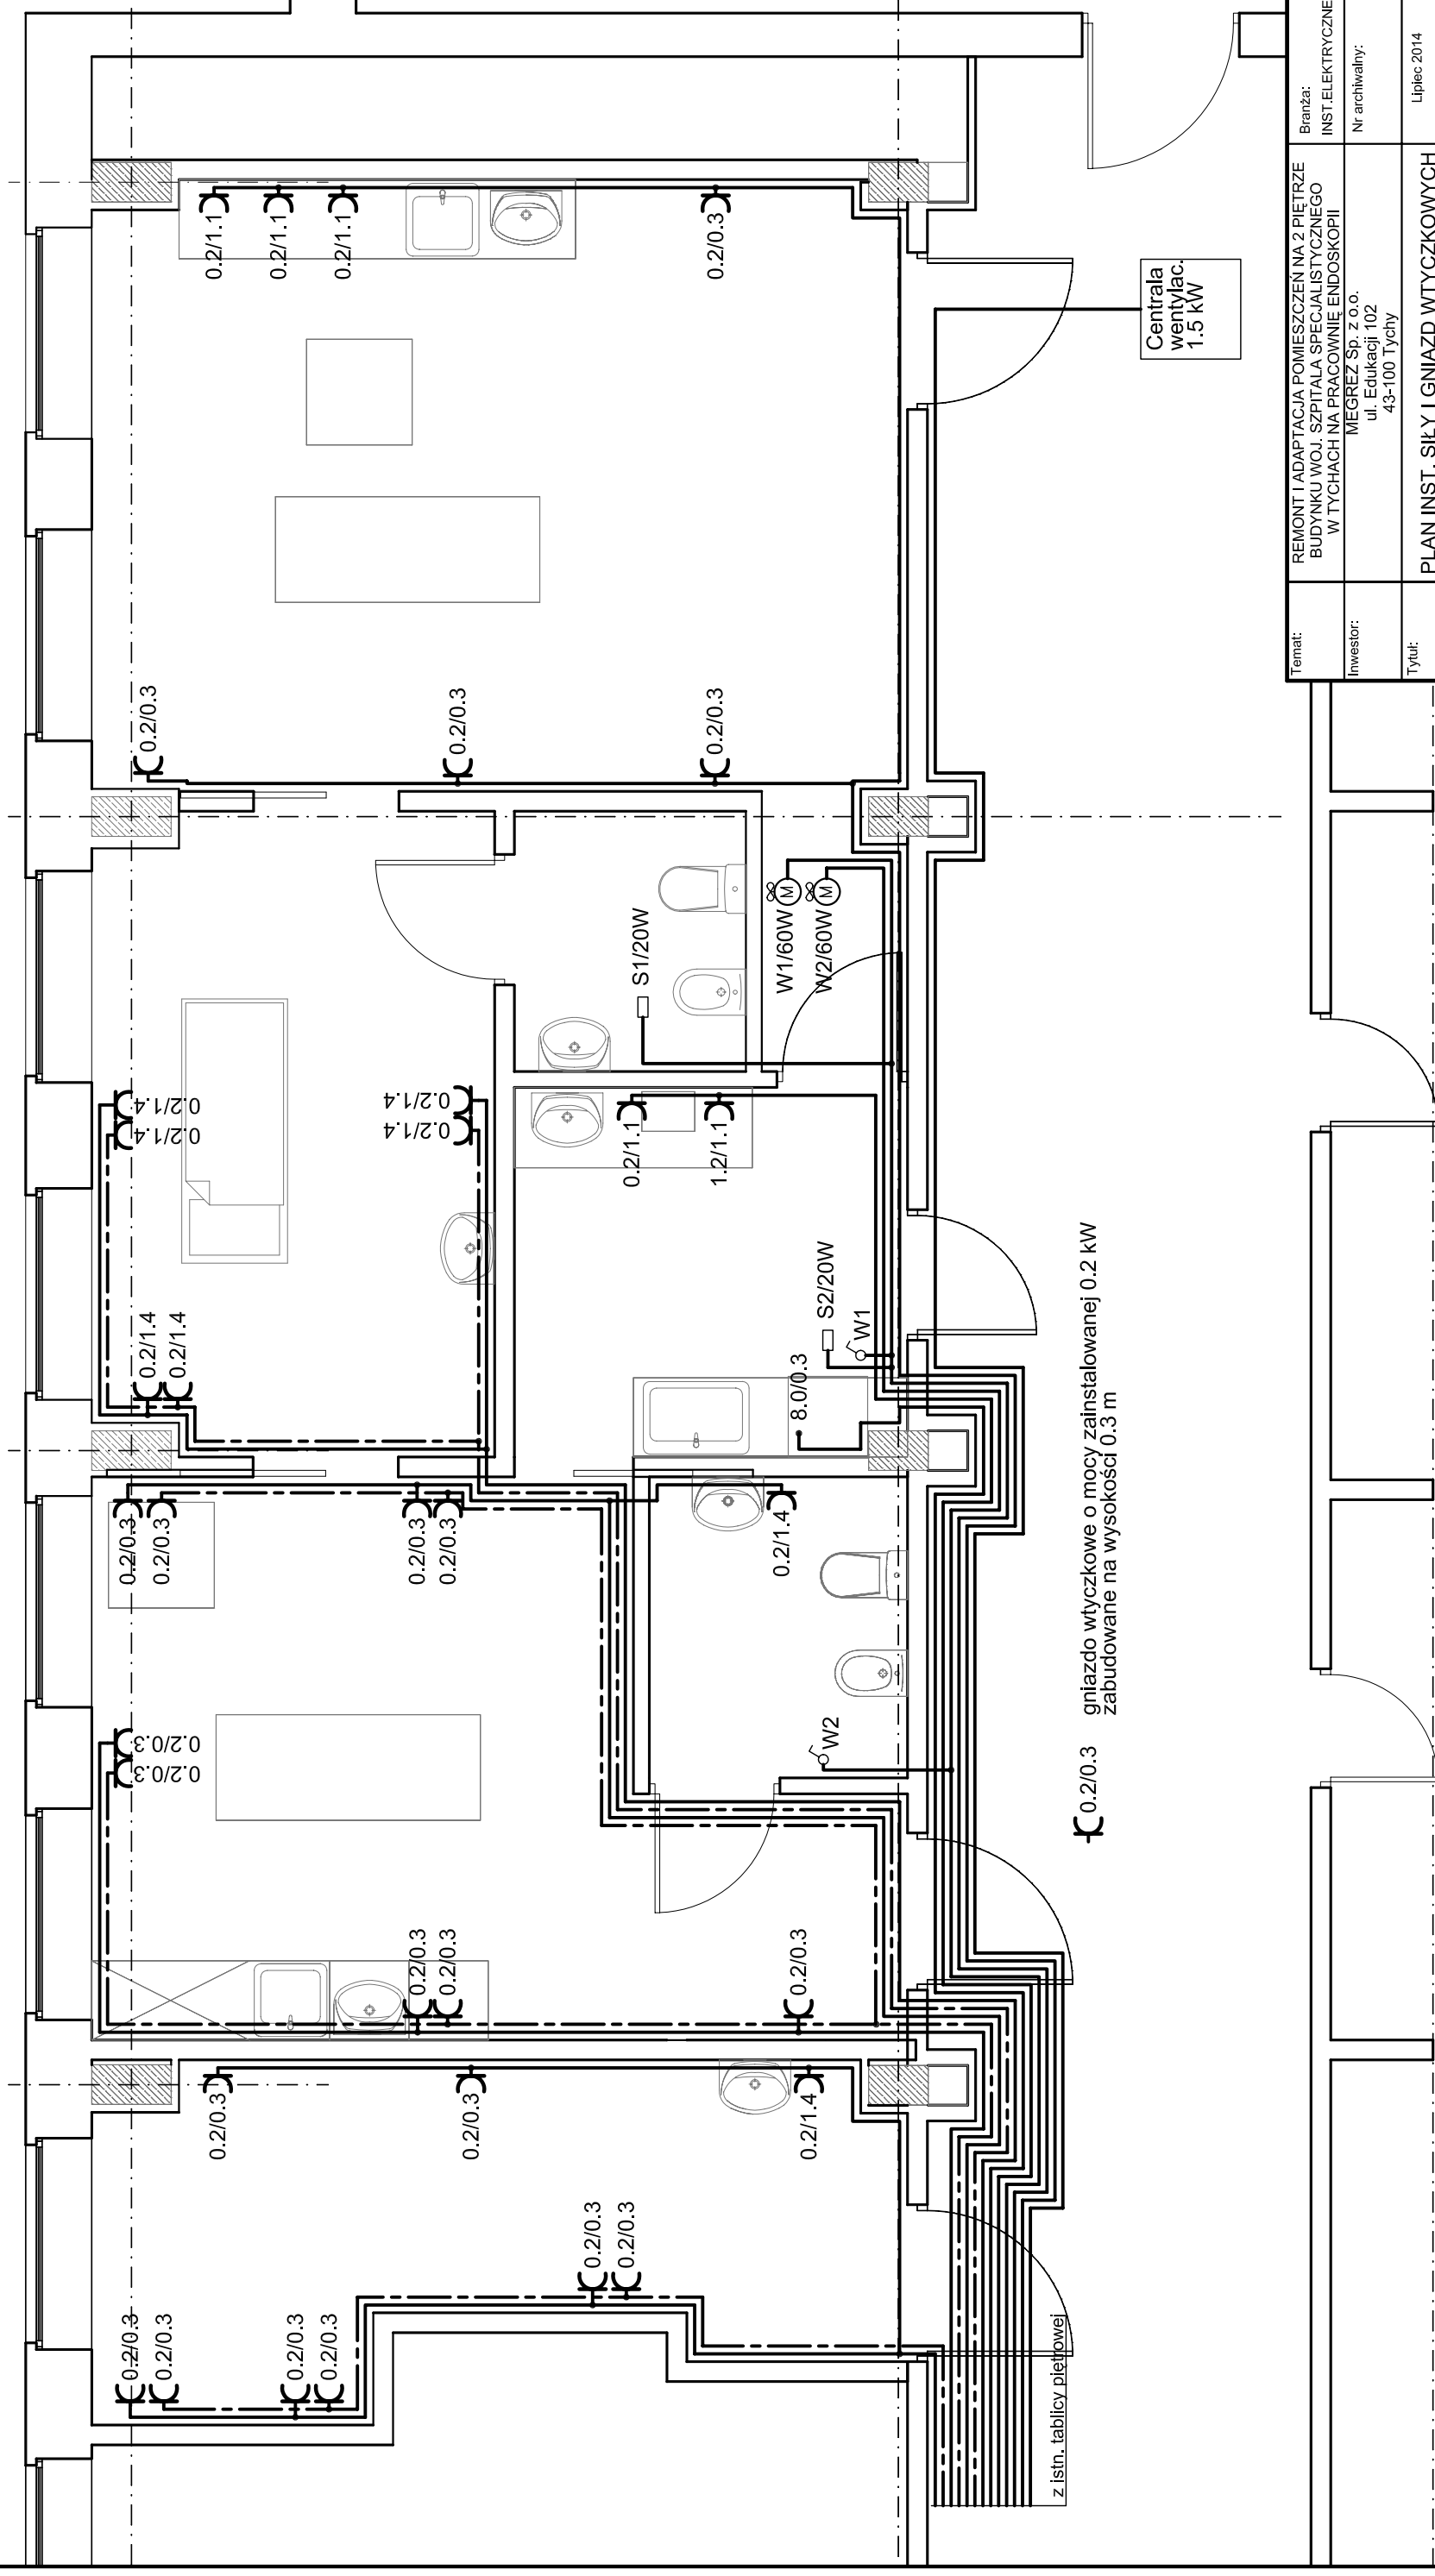 Branża:
INST.ELEKTRYCZNE
Nr archiwalny:
Lipiec 2014
Temat:
REMONT I ADAPTACJA POMIESZCZEŃ NA 2 PIĘTRZE
BUDYNKU WOJ. SZPITALA SPECJALISTYCZNEGO
W TYCHACH NA PRACOWNIĘ ENDOSKOPII
Inwestor:
MEGREZ Sp. z o.o.
ul. Edukacji 102
43-100 Tychy
Tytuł:
PLAN INST. SIŁY I GNIAZD WTYCZKOWYCH
0.2/1.1
0.2/1.1
0.2/1.1
0.2/0.3
Centrala
wentylac.
1.5 kW
0.2/0.3
0.2/0.3
0.2/0.3
S1/20W
M
W1/60W
M
W2/60W
0.2/1.4
0.2/1.4
0.2/1.4
0.2/1.4
0.2/1.1
1.2/1.1
0.2/1.4
0.2/1.4
S2/20W
W1
8.0/0.3
0.2/0.3
0.2/0.3
0.2/0.3
0.2/0.3
0.2/1.4
0.2/0.3
0.2/0.3
W2
0.2/0.3
gniazdo wtyczkowe o mocy zainstalowanej 0.2 kW
zabudowane na wysokości 0.3 m
0.2/0.3
0.2/0.3
0.2/0.3
0.2/0.3
0.2/0.3
0.2/1.4
0.2/0.3
0.2/0.3
0.2/0.3
0.2/0.3
0.2/0.3
0.2/0.3
z istn. tablicy piętrowej